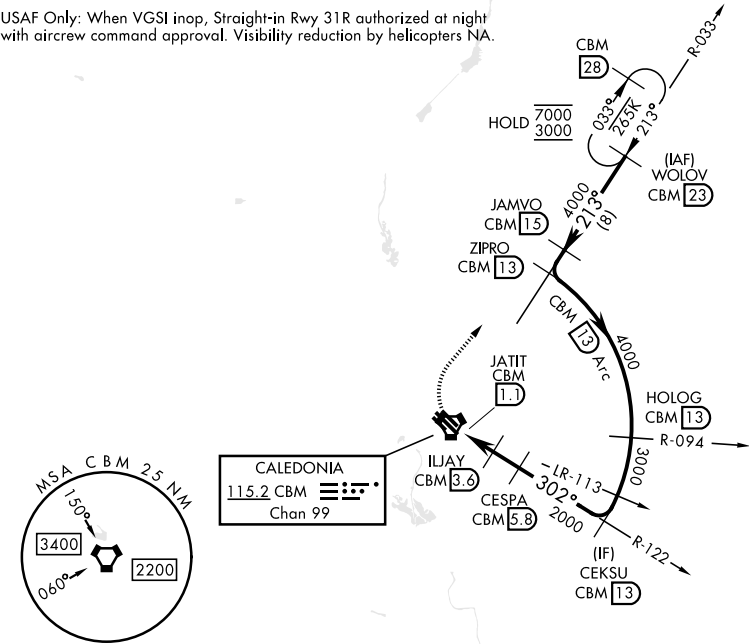 USAF Only: When VGSI inop, Straight-in Rwy 31R authorized at night
with aircrew command approval. Visibility reduction by helicopters NA.
CBM
28
R-033
HOLD 7000
3000
033°
265K
213°
(IAF)
WOLOV
CBM 23
4000
213°
(8)
JAMVO
CBM 15
ZIPRO
CBM 13
CBM 13 Arc
4000
JATIT
CBM
1.1
HOLOG
CBM 13
R-094
3000
CALEDONIA
115.2 CBM
Chan 99
ILJAY
CBM 3.6
LR-113
302°
2000
CESPA
CBM 5.8
R-122
(IF)
CEKSU
CBM 13
MSA CBM 25 NM
150°
3400
2200
060°